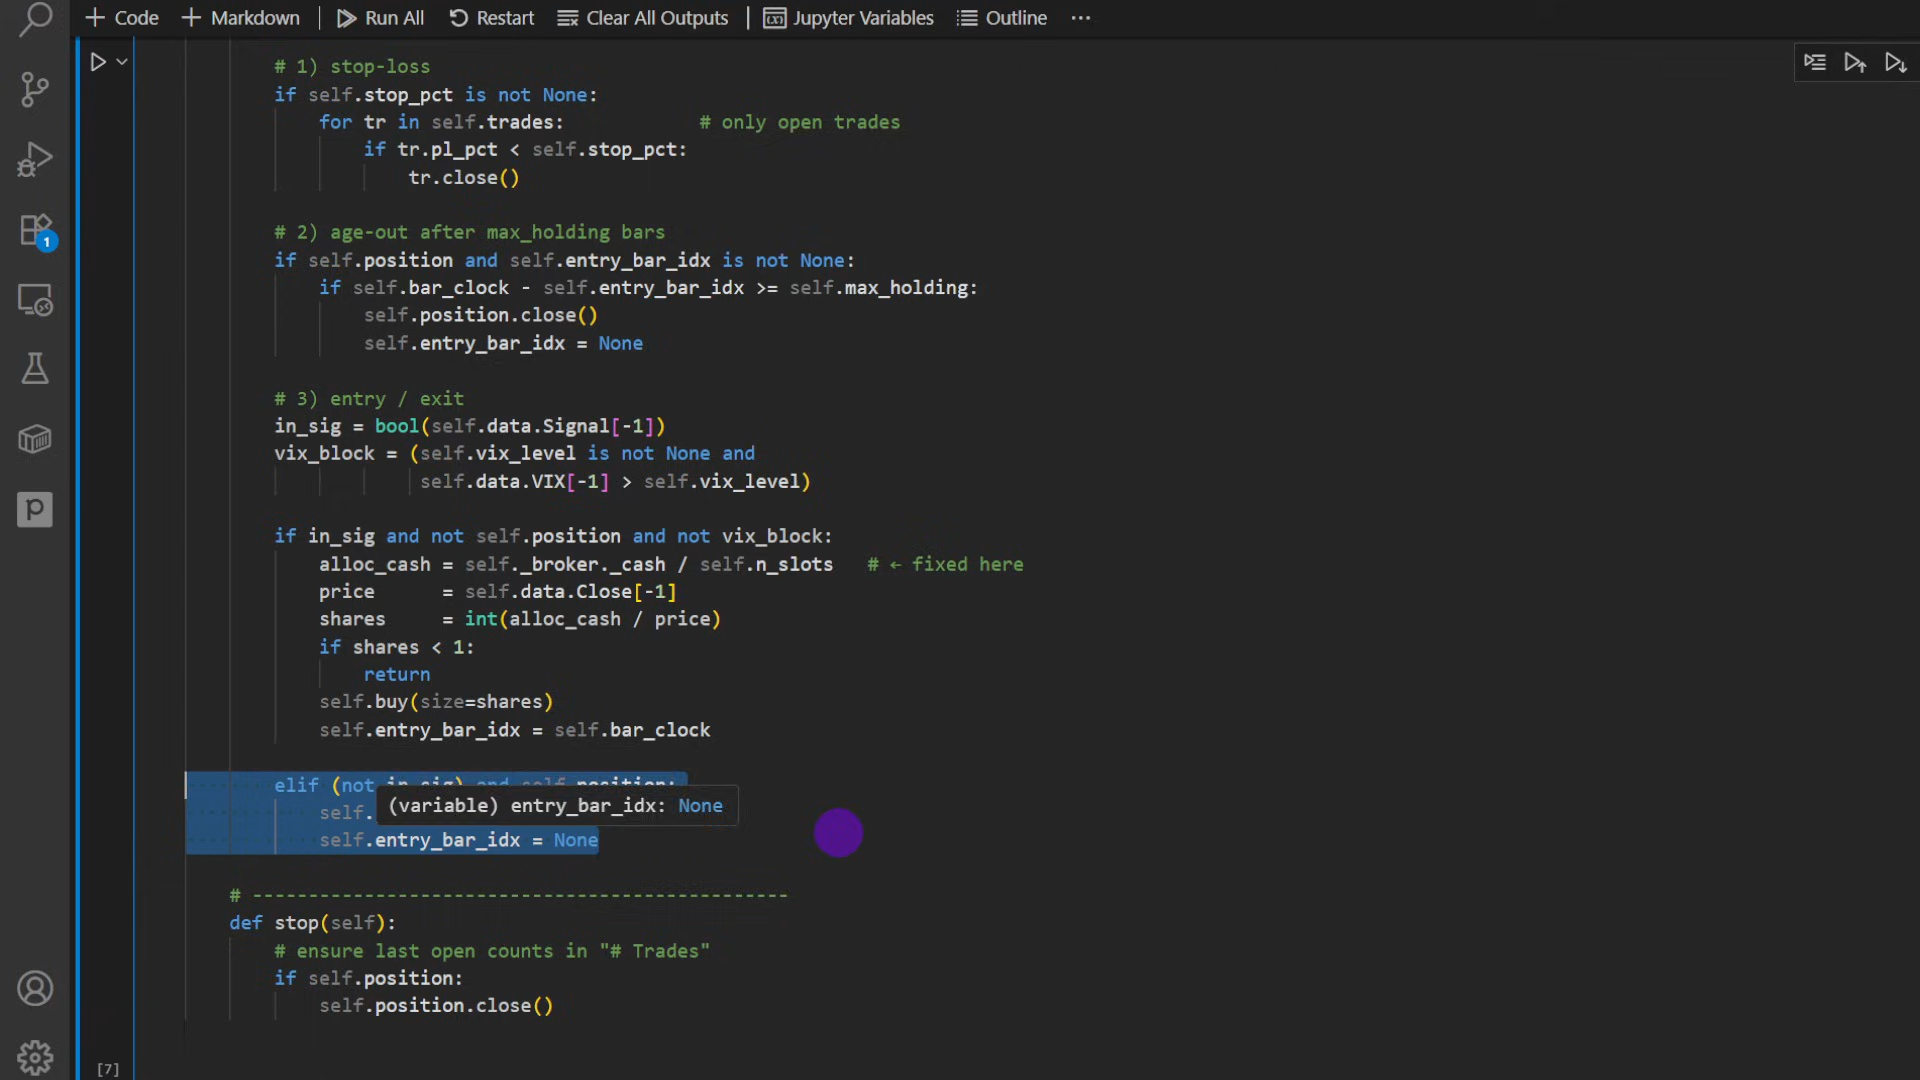 Code Markdown Run All Restart Clear All Outputs Jupyter Variables Outline ...
# 1) stop-loss
if self.stop_pct is not None:
for tr in self.trades: # only open trades
if tr.pl_pct < self.stop_pct:
tr.close()
# 2) age-out after max_holding bars
if self.position and self.entry_bar_idx is not None:
if self.bar_clock - self.entry_bar_idx >= self.max_holding:
self.position.close()
self.entry_bar_idx = None
# 3) entry / exit
in_sig = bool(self.data.Signal[-1])
vix_block = (self.vix_level is not None and
self.data.VIX[-1] > self.vix_level)
if in_sig and not self.position and not vix_block:
alloc_cash = self._broker._cash / self.n_slots # ← fixed here
price = self.data.Close[-1]
shares = int(alloc_cash / price)
if shares < 1:
return
self.buy(size=shares)
self.entry_bar_idx = self.bar_clock
elif (not in_sig) and self.position:
self.
(variable) entry_bar_idx: None
self.entry_bar_idx = None
# ------------------------------------------------
def stop(self):
# ensure last open counts in "# Trades"
if self.position:
self.position.close()
[7]
1